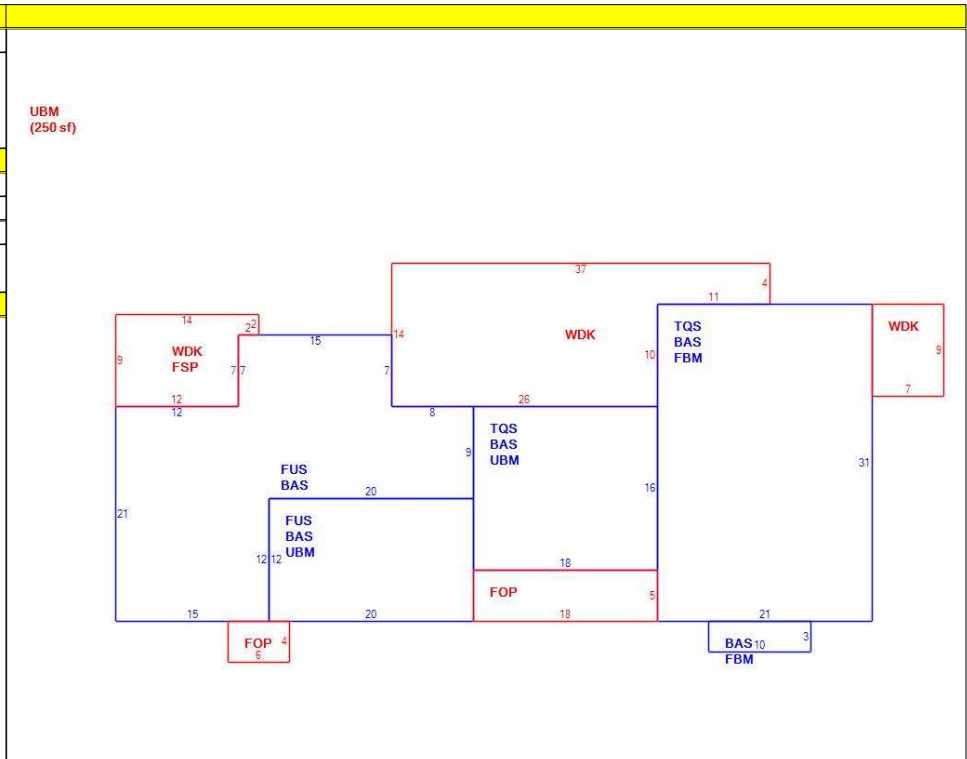 UBM
(250 sf)
37
4
11
14
2
2
15
14
WDK
10
TQS
BAS
FBM
WDK
9
WDK
FSP
9
7
7
7
7
12
12
8
26
TQS
BAS
UBM
9
31
FUS
BAS
20
16
21
FUS
BAS
UBM
12
12
18
FOP
5
15
20
18
21
FOP
4
6
BAS
10
3
FBM